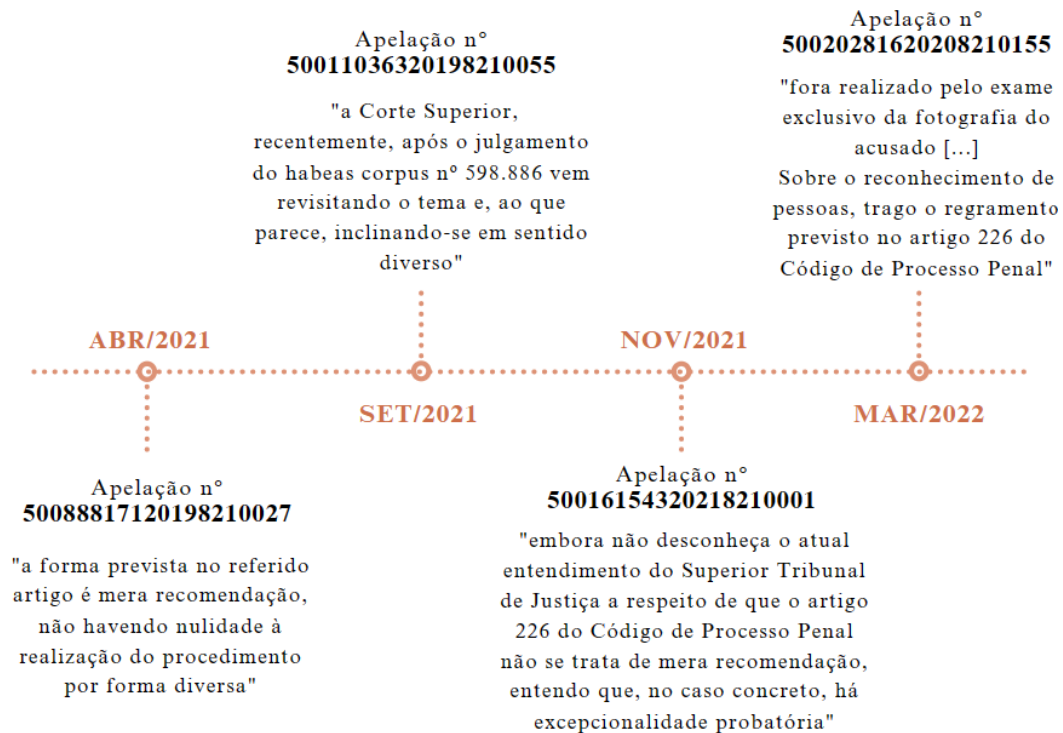 Apelação n°
50011036320198210055
"a Corte Superior,
recentemente, após o julgamento
do habeas corpus nº 598.886 vem
revisitando o tema e, ao que
parece, inclinando-se em sentido
diverso"
Apelação n°
50020281620208210155
"fora realizado pelo exame
exclusivo da fotografia do
acusado [...]
Sobre o reconhecimento de
pessoas, trago o regramento
previsto no artigo 226 do
Código de Processo Penal"
ABR/2021
SET/2021
NOV/2021
MAR/2022
Apelação n°
50088817120198210027
"a forma prevista no referido
artigo é mera recomendação,
não havendo nulidade à
realização do procedimento
por forma diversa"
Apelação n°
50016154320218210001
"embora não desconheça o atual
entendimento do Superior Tribunal
de Justiça a respeito de que o artigo
226 do Código de Processo Penal
não se trata de mera recomendação,
entendo que, no caso concreto, há
excepcionalidade probatória"